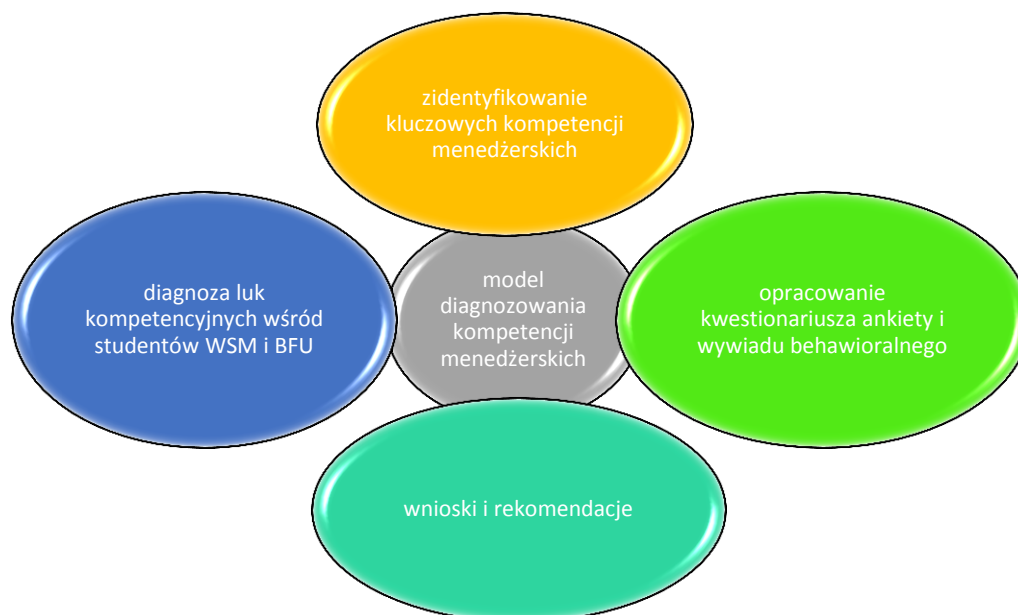 zidentyfikowanie
kluczowych kompetencji
menedżerskich
diagnoza luk
kompetencyjnych wśród
studentów WSM i BFU
model
diagnozowania
kompetencji
menedżerskich
opracowanie
kwestionariusza ankiety i
wywiadu behawioralnego
wnioski i rekomendacje